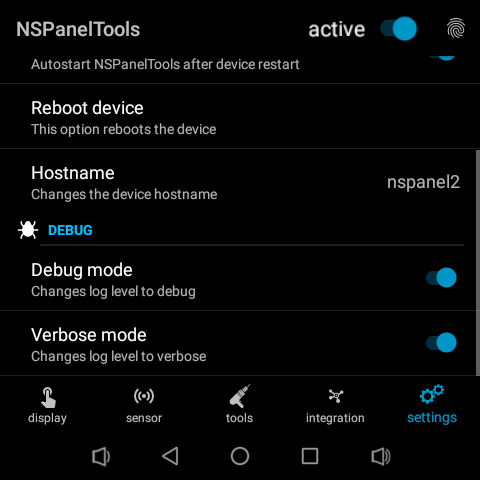 NSPanelTools
active
Autostart NSPanelTools after device restart
Reboot device
This option reboots the device
Hostname
Changes the device hostname
nspanel2
DEBUG
Debug mode
Changes log level to debug
Verbose mode
Changes log level to verbose
display
sensor
tools
integration
settings